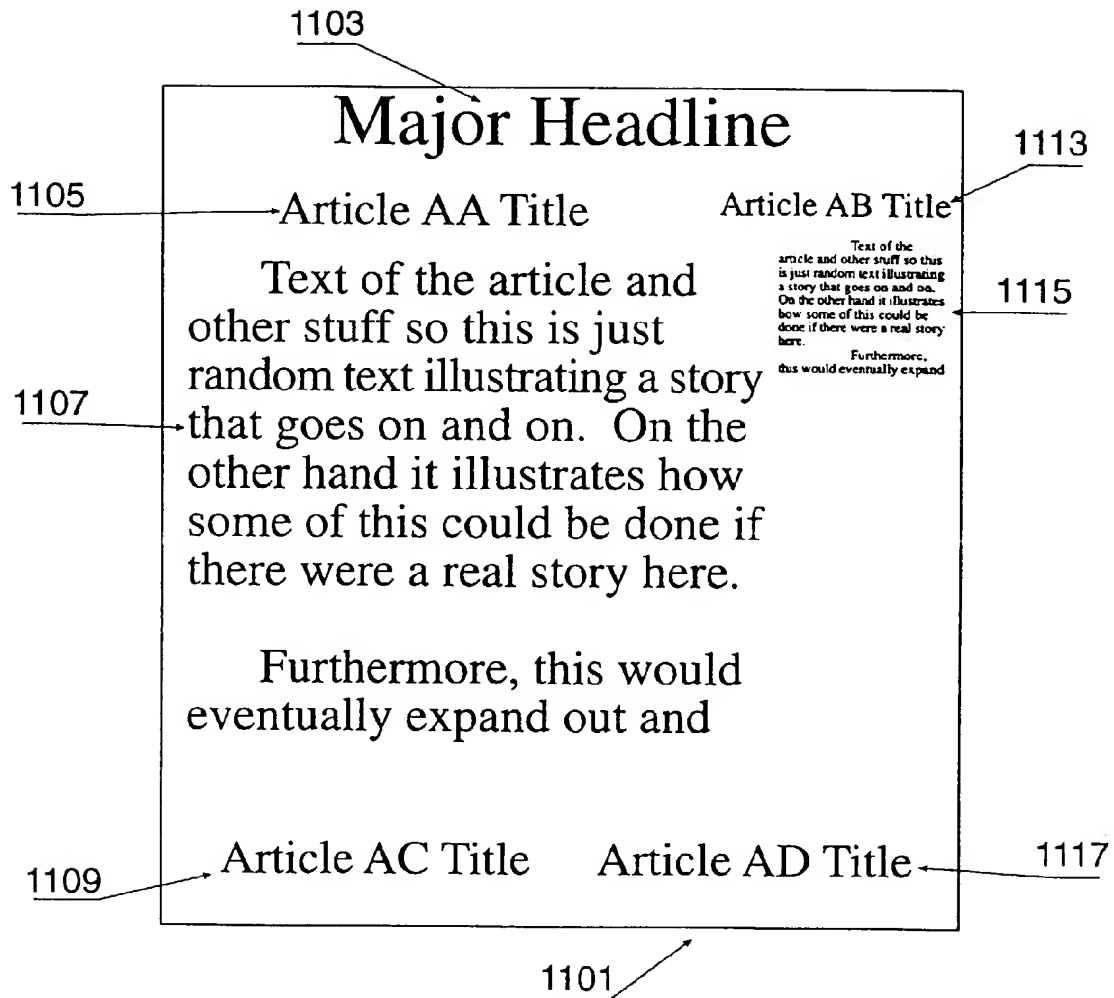 1103
Major Headline
1113
1105
Article AA Title
Article AB Title
Text of the article and
other stuff so this is just
random text illustrating a story
that goes on and on. On the
other hand it illustrates how
some of this could be done if
there were a real story here.
Furthermore, this would
eventually expand out and
Text of the
article and other stuff so this
is just random text illustrating
a story that goes on and on.
On the other hand it illustrates
how some of this could be
done if there were a real story
here.
Furthermore,
this would eventually expand
1115
1107
Article AC Title
Article AD Title
1109
1117
1101